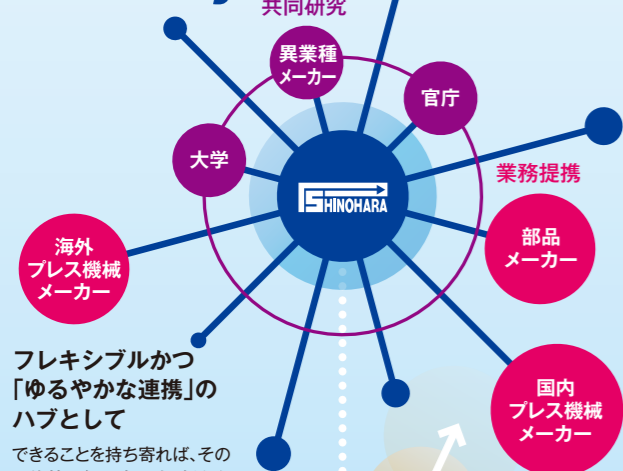 共同研究
異業種
メーカー
官庁
大学
SHINOHARA
業務提携
部品
メーカー
海外
プレス機械
メーカー
国内
プレス機械
メーカー
フレキシブルかつ
「ゆるやかな連携」の
ハブとして
できることを持ち寄れば、その